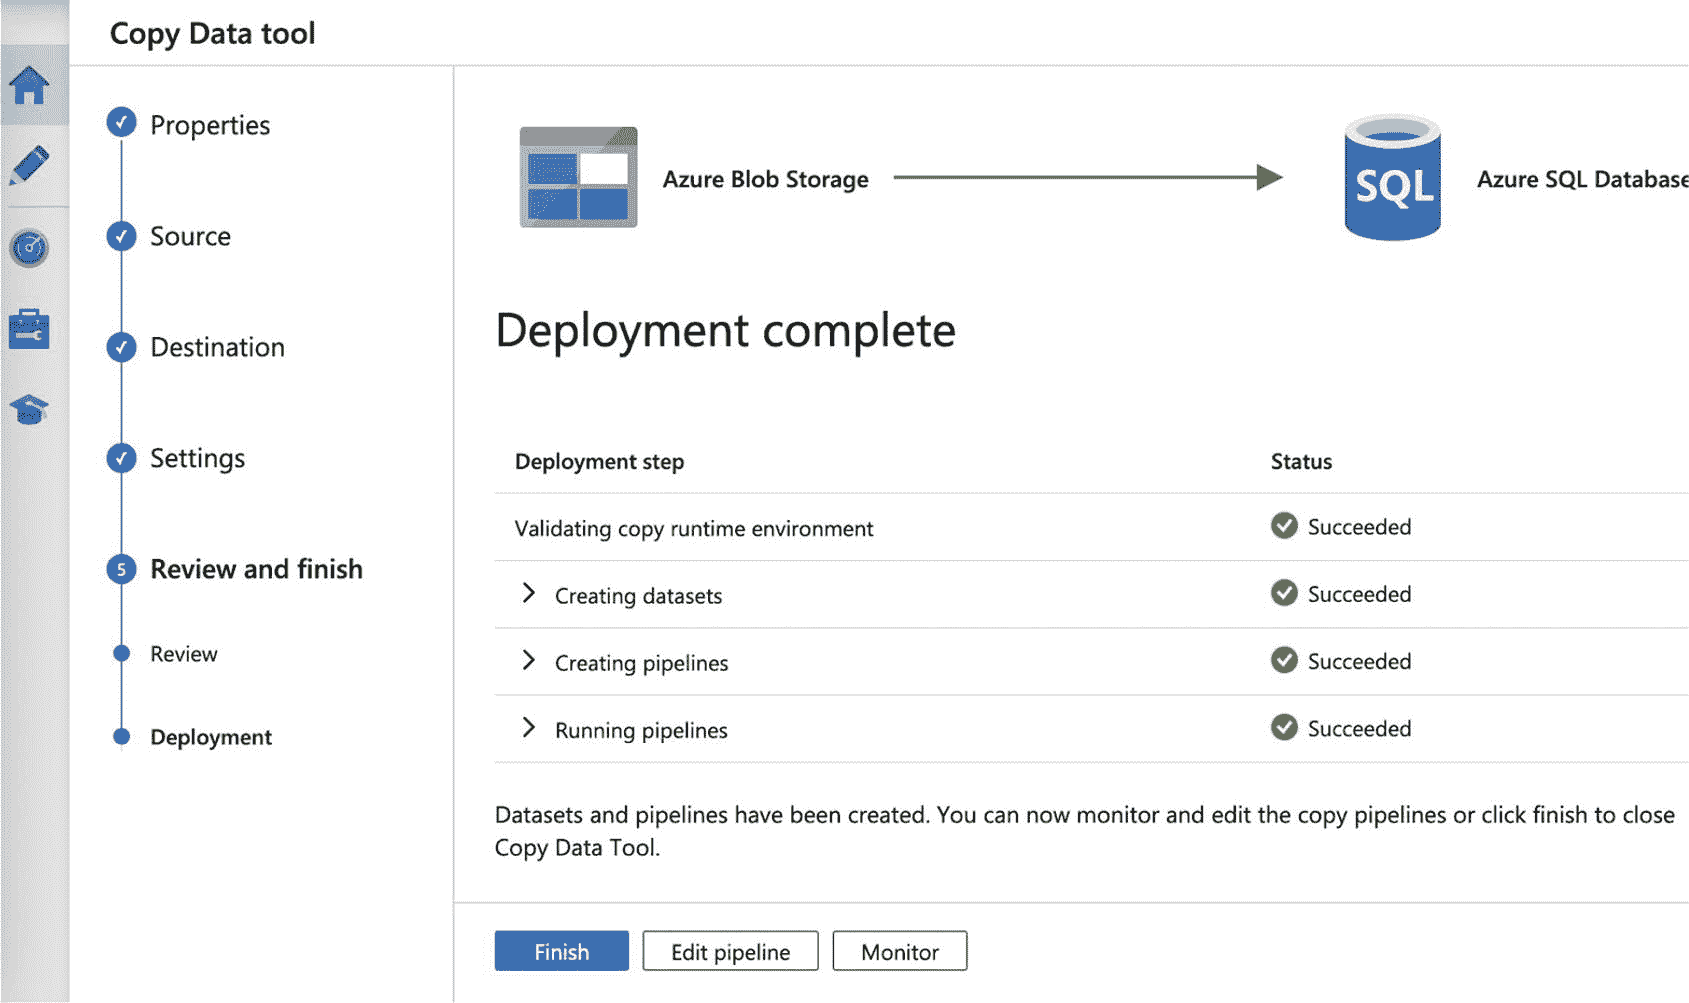 Copy Data tool
Properties
Source
Destination
Settings
5
Review and finish
Review
Deployment
Azure Blob Storage
SQL
Azure SQL Database
Deployment complete
Deployment step
Status
Validating copy runtime environment
Succeeded
Creating datasets
Succeeded
Creating pipelines
Succeeded
Running pipelines
Succeeded
Datasets and pipelines have been created. You can now monitor and edit the copy pipelines or click finish to close
Copy Data Tool.
Finish
Edit pipeline
Monitor